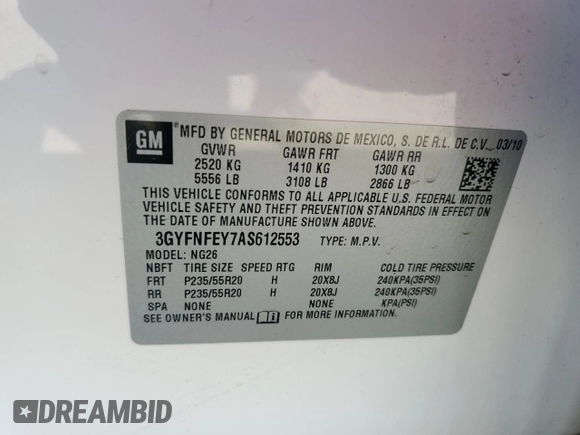 GM
*MFD BY GENERAL MOTORS DE MEXICO, S. DE R.L. DE C.V. 03/10
GVWR GAWR FRT GAWR RR
2520 KG 1410 KG 1300 KG
5556 LB 3108 LB 2866 LB
THIS VEHICLE CONFORMS TO ALL APPLICABLE U.S. FEDERAL MOTOR
VEHICLE SAFETY AND THEFT PREVENTION STANDARDS IN
EFFECT ON THE DATE OF MANUFACTURE SHOWN ABOVE.
3GYFNFEY7AS612553 TYPE: M.P.V.
MODEL: NG26
NBFT TIRE SIZE SPEED RTG RIM COLD TIRE PRESSURE
FRT P235/55R20 H 20X8J 240KPA(35PSI)
RR P235/55R20 H 20X8J 240KPA(35PSI)
SPA NONE NONE KPA(PSI)
SEE OWNER'S MANUAL i FOR MORE INFORMATION.
DREAMBID